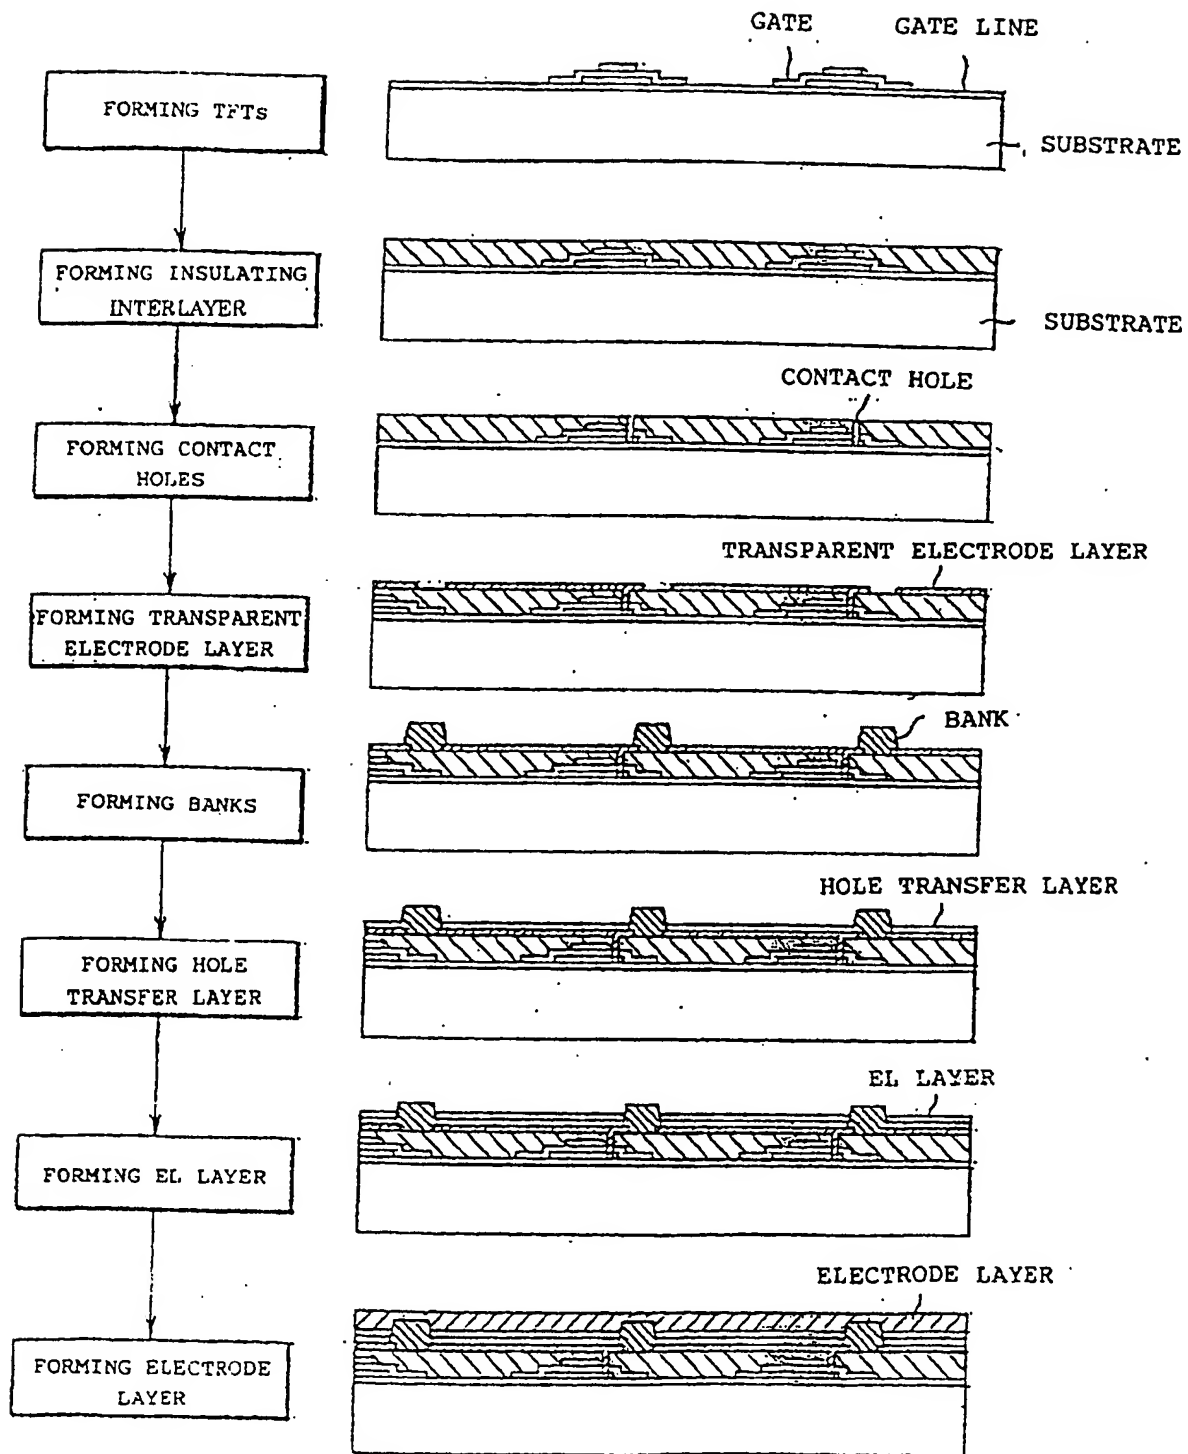 GATE
GATE LINE
FORMING TFTs
SUBSTRATE
FORMING INSULATING
INTERLAYER
SUBSTRATE
CONTACT HOLE
FORMING CONTACT
HOLES
TRANSPARENT ELECTRODE LAYER
FORMING TRANSPARENT
ELECTRODE LAYER
BANK
FORMING BANKS
HOLE TRANSFER LAYER
FORMING HOLE
TRANSFER LAYER
EL LAYER
FORMING EL LAYER
ELECTRODE LAYER
FORMING ELECTRODE
LAYER